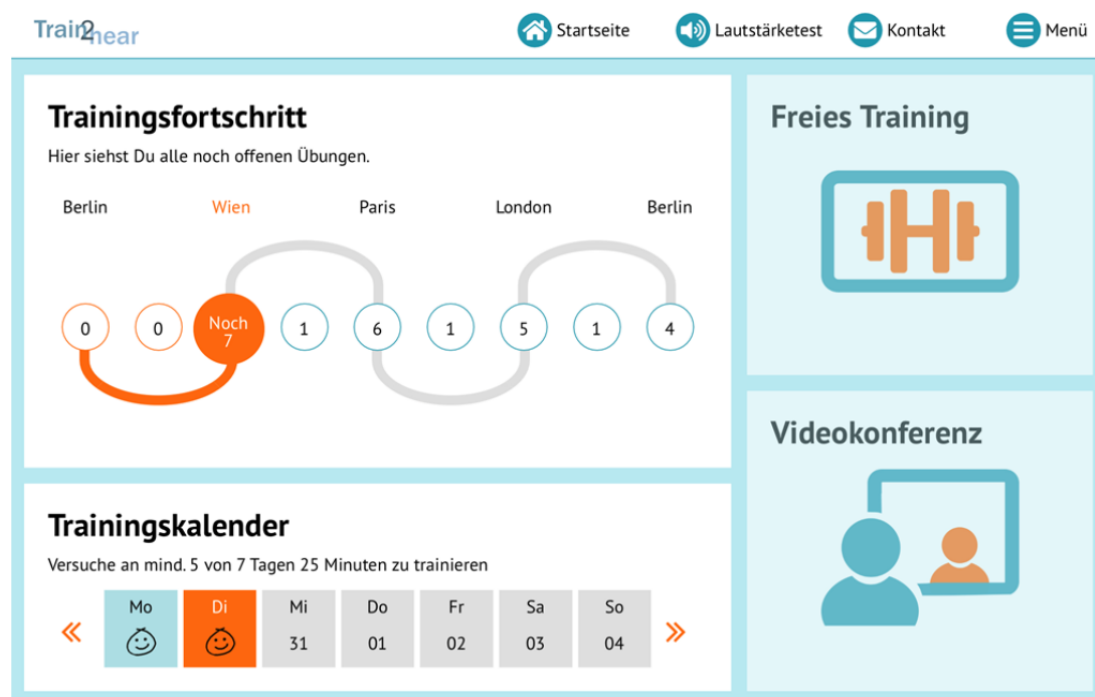 Train2hear
Startseite
Lautstärketest
Kontakt
Menü
Trainingsfortschritt
Hier siehst Du alle noch offenen Übungen.
Berlin Wien Paris London Berlin
0 0 Noch 7 1 6 1 5 1 4
Trainingskalender
Versuche an mind. 5 von 7 Tagen 25 Minuten zu trainieren
Mo Di Mi Do Fr Sa So
31 01 02 03 04
Freies Training
Videokonferenz